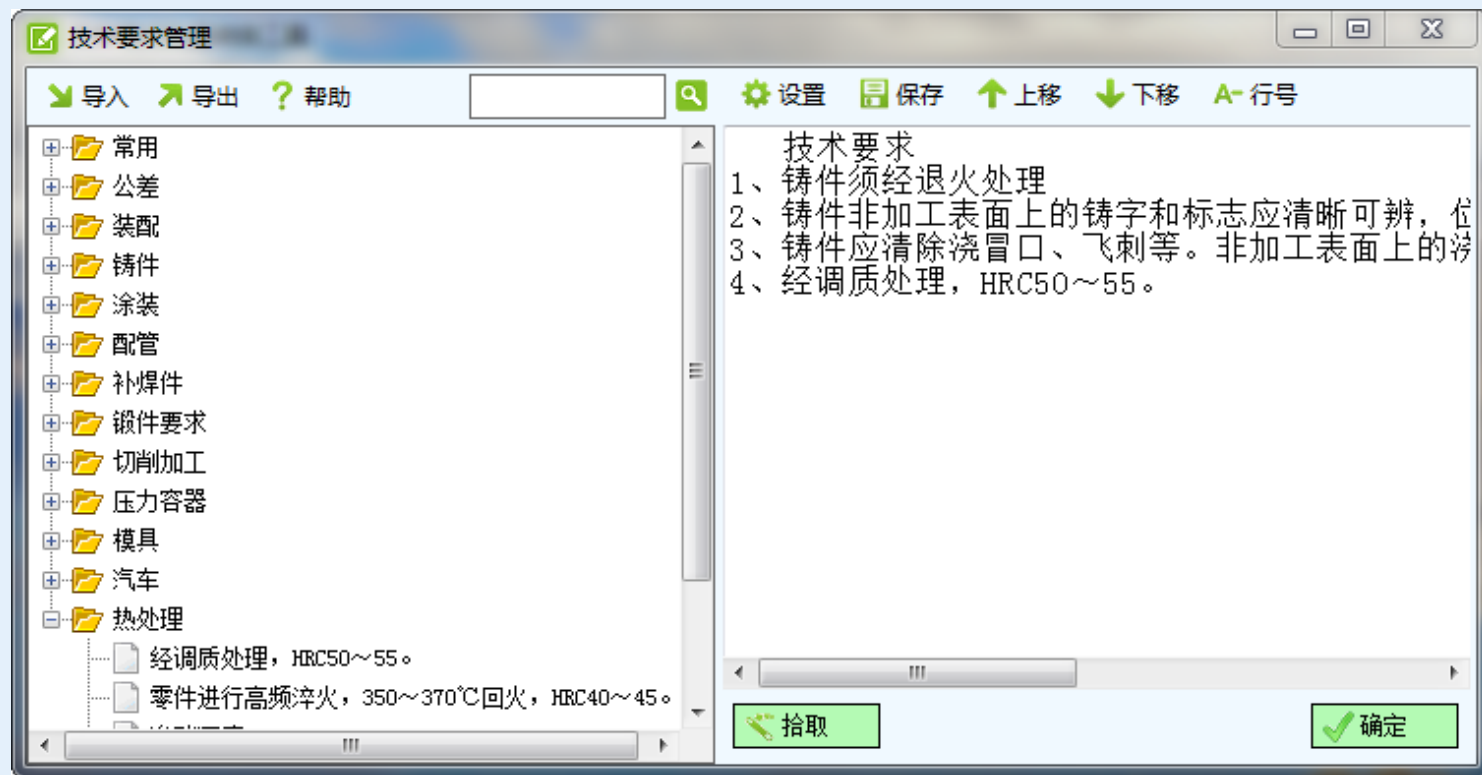 技术要求管理
导入 导出 ? 帮助 设置 保存 上移 下移 A- 行号
常用
公差
装配
铸件
涂装
配管
补焊件
锻件要求
切削加工
压力容器
模具
汽车
热处理
经调质处理，HRC50～55。
零件进行高频淬火，350～370℃回火，HRC40～45。
技术要求
1、铸件须经退火处理
2、铸件非加工表面上的铸字和标志应清晰可辨，
3、铸件应清除浇冒口、飞刺等。非加工表面上的
4、经调质处理，HRC50～55。
拾取 确定